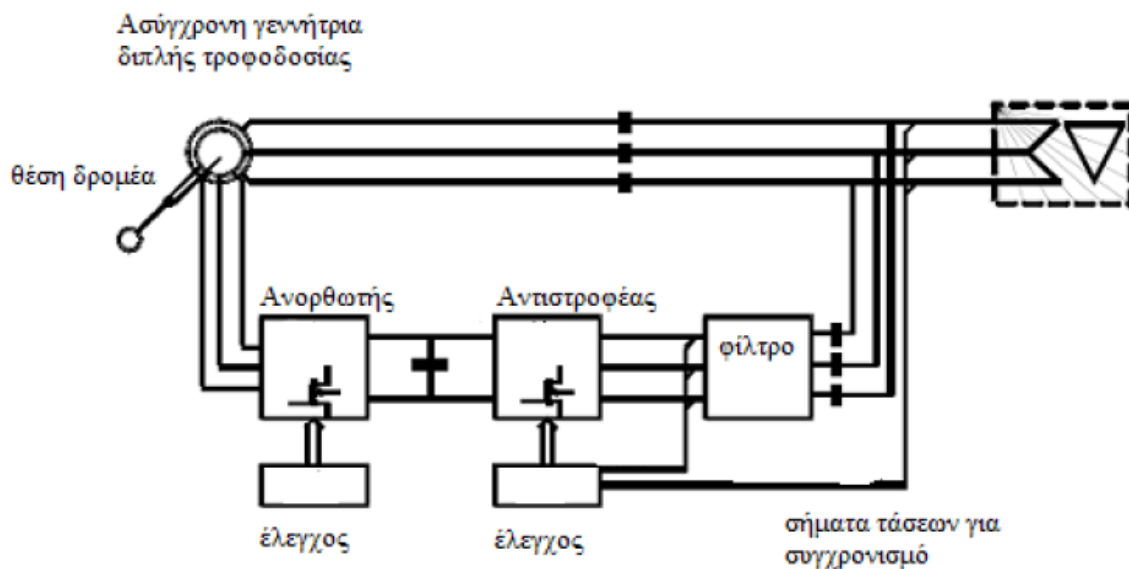 Ασύγχρονη γεννήτρια
διπλής τροφοδοσίας
θέση δρομέα
Ανορθωτής
Αντιστροφέας
φίλτρο
έλεγχος
έλεγχος
σήματα τάσεων για
συγχρονισμό